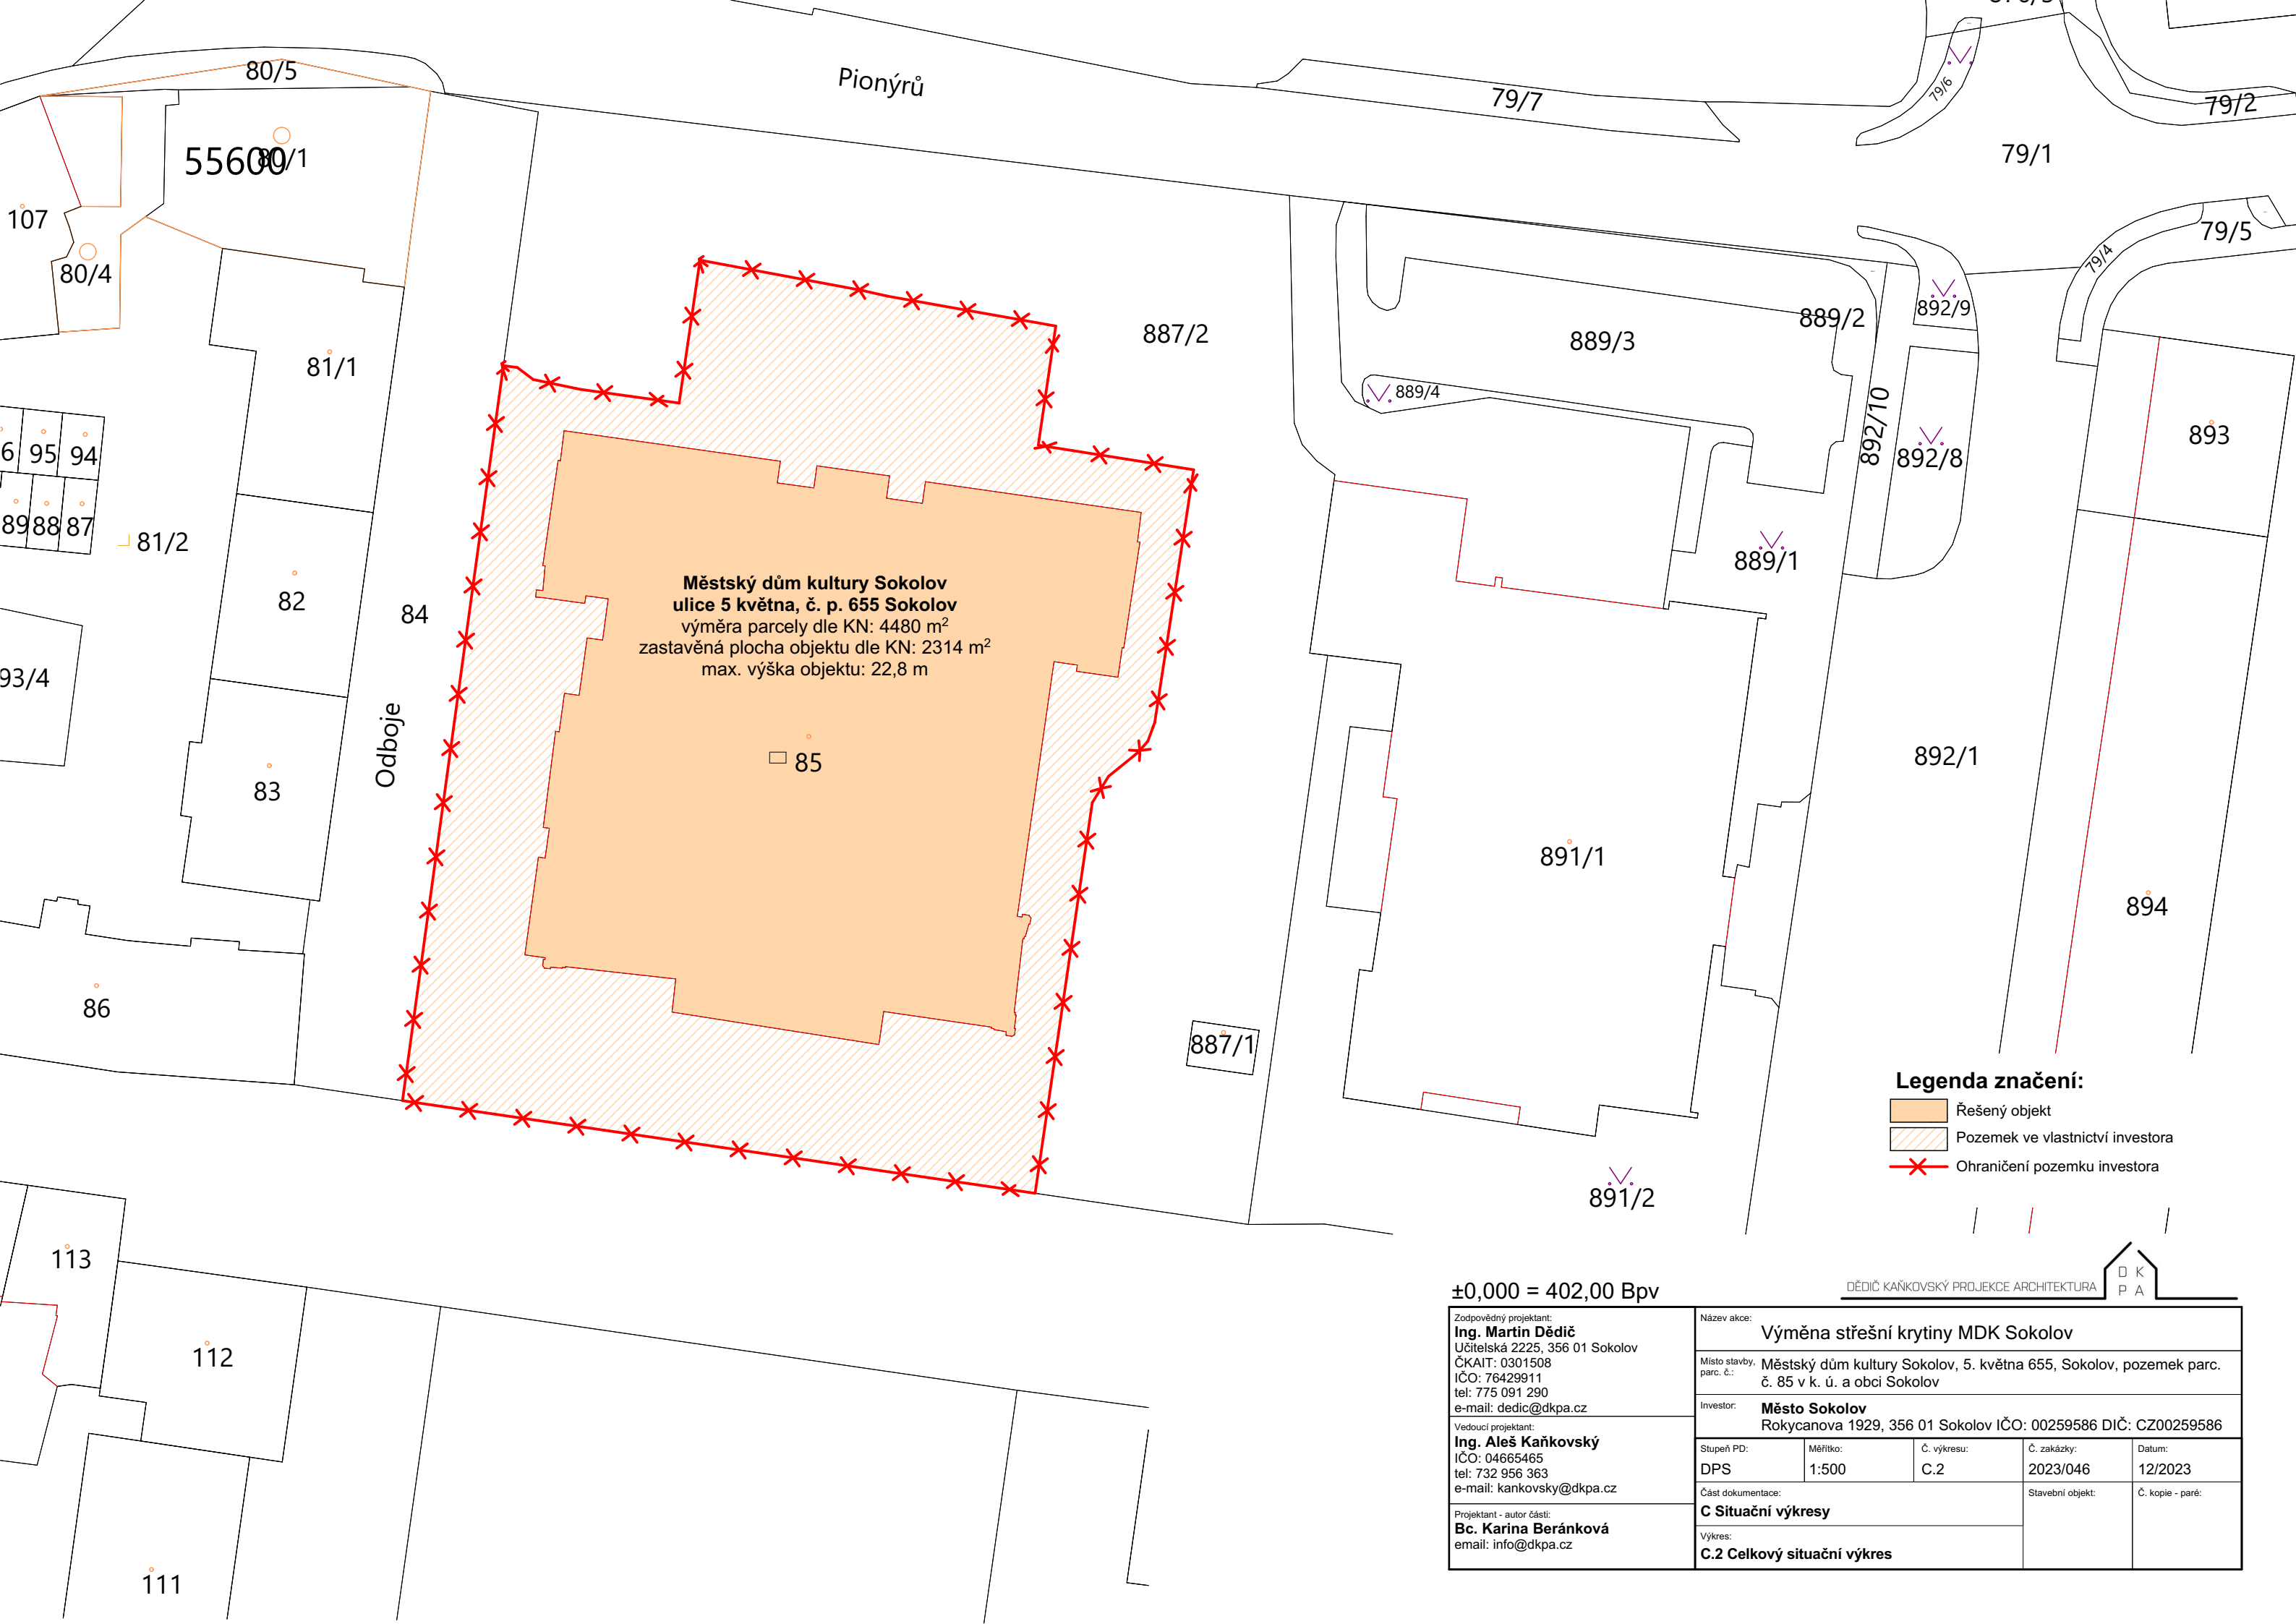 80/5
Pionýrů
79/7
79/6
79/2
79/1
55600
80/1
107
80/4
79/5
79/4
81/1
887/2
889/3
889/2
892/9
889/4
892/10
892/8
893
95
94
89
88
87
81/2
889/1
82
84
Městský dům kultury Sokolov
ulice 5 května, č. p. 655 Sokolov
výměra parcely dle KN: 4480 m²
zastavěná plocha objektu dle KN: 2314 m²
max. výška objektu: 22,8 m
93/4
Odboje
85
83
892/1
891/1
894
86
887/1
891/2
Legenda značení:
Řešený objekt
Pozemek ve vlastnictví investora
Ohraničení pozemku investora
113
112
111
±0,000 = 402,00 Bpv
DĚDIČ KAŇKOVSKÝ PROJEKCE ARCHITEKTURA
D K
P A
Zodpovědný projektant:
Ing. Martin Dědič
Učitelská 2225, 356 01 Sokolov
ČKAIT: 0301508
IČO: 76429911
tel: 775 091 290
e-mail: dedic@dkpa.cz
Vedoucí projektant:
Ing. Aleš Kaňkovský
IČO: 04665465
tel: 732 956 363
e-mail: kankovsky@dkpa.cz
Projektant - autor části:
Bc. Karina Beránková
email: info@dkpa.cz
Název akce:
Výměna střešní krytiny MDK Sokolov
Místo stavby,
parc. č.:
Městský dům kultury Sokolov, 5. května 655, Sokolov, pozemek parc.
č. 85 v k. ú. a obci Sokolov
Investor:
Město Sokolov
Rokycanova 1929, 356 01 Sokolov IČO: 00259586 DIČ: CZ00259586
Stupeň PD:
DPS
Měřítko:
1:500
Č. výkresu:
C.2
Č. zakázky:
2023/046
Datum:
12/2023
Část dokumentace:
C Situační výkresy
Stavební objekt:
Č. kopie - paré:
Výkres:
C.2 Celkový situační výkres